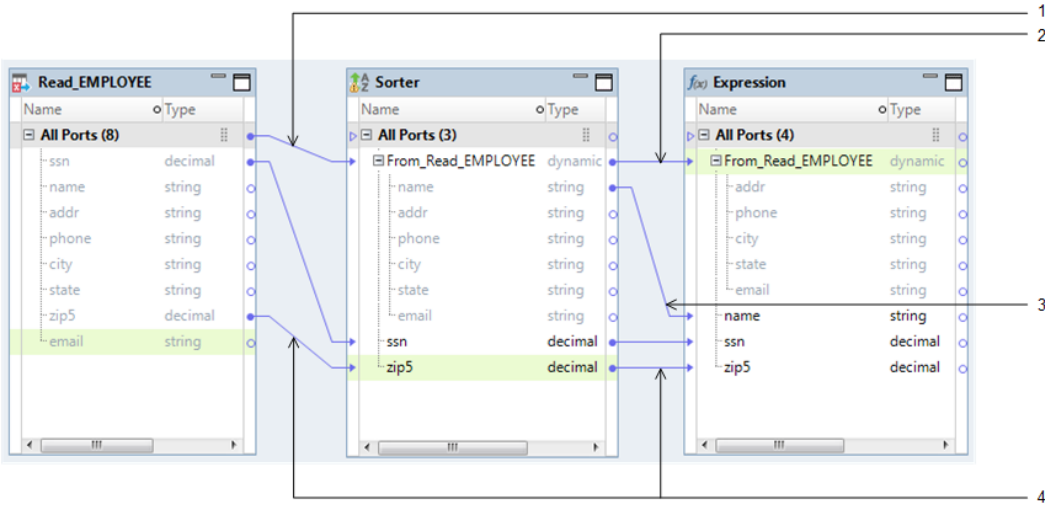 1
2
Read_EMPLOYEE
Name Type
All Ports (8)
ssn decimal
name string
addr string
phone string
city string
state string
zip5 decimal
email string
Sorter
Name Type
All Ports (3)
From_Read_EMPLOYEE dynamic
name string
addr string
phone string
city string
state string
email string
ssn decimal
zip5 decimal
f(x) Expression
Name Type
All Ports (4)
From_Read_EMPLOYEE dynamic
addr string
phone string
city string
state string
email string
name string
ssn decimal
zip5 decimal
3
4